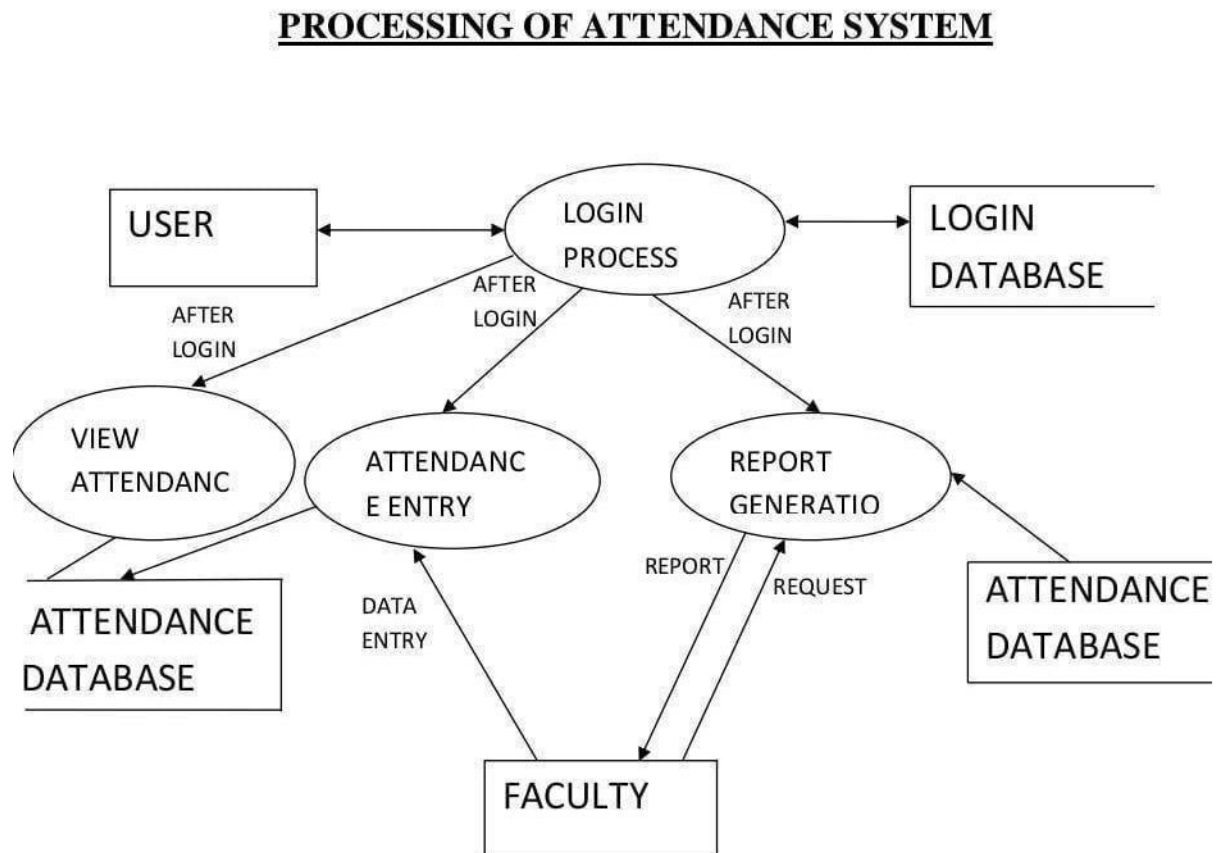 PROCESSING OF ATTENDANCE SYSTEM
USER
LOGIN
PROCESS
LOGIN
DATABASE
AFTER
LOGIN
AFTER
LOGIN
AFTER
LOGIN
VIEW
ATTENDANC
ATTENDANC
E ENTRY
REPORT
GENERATIO
REPORT
REQUEST
ATTENDANCE
DATABASE
DATA
ENTRY
ATTENDANCE
DATABASE
FACULTY